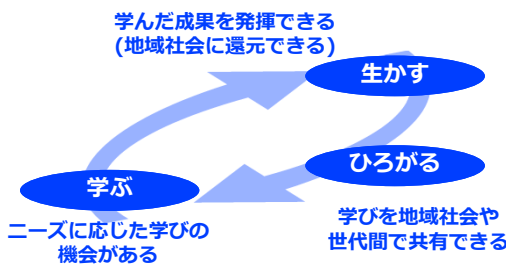 学んだ成果を発揮できる
(地域社会に還元できる)
生かす
ひろがる
学ぶ
学びを地域社会や
世代間で共有できる
ニーズに応じた学びの
機会がある